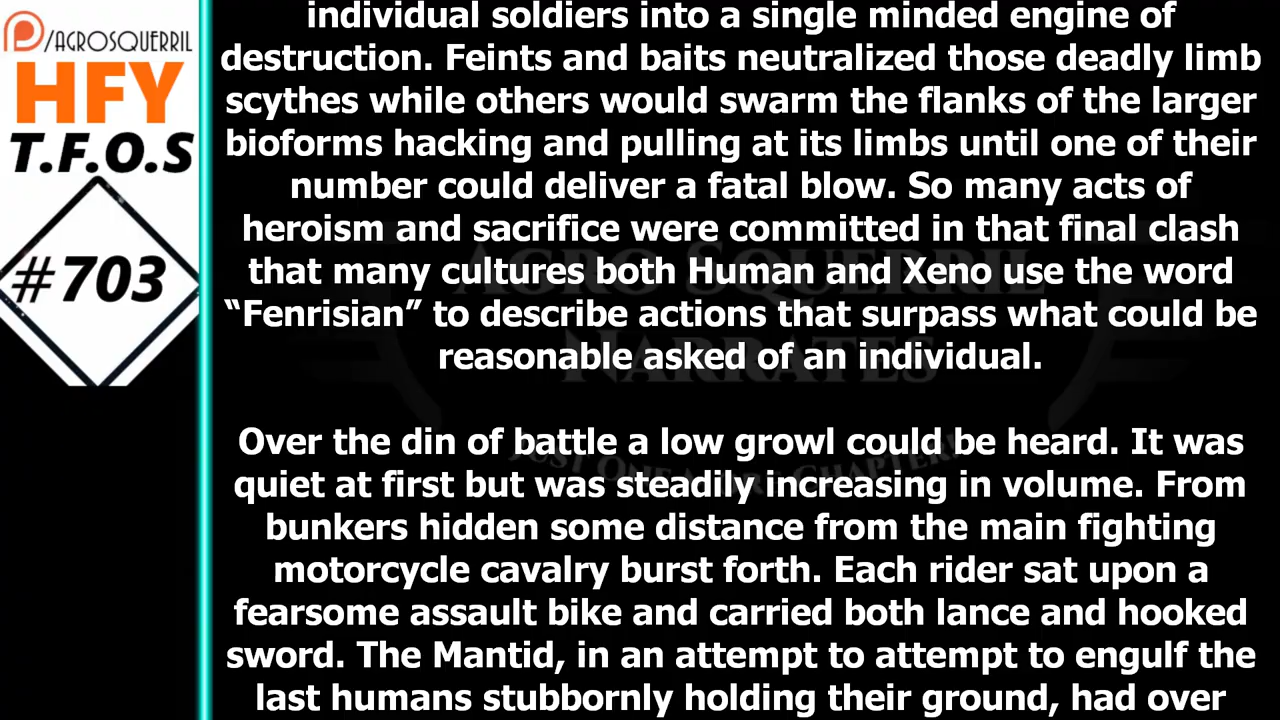 /AGROSQUERRIL
HFY
T.F.O.S
#703
individual soldiers into a single minded engine of
destruction. Feints and baits neutralized those deadly limb
scythes while others would swarm the flanks of the larger
bioforms hacking and pulling at its limbs until one of their
number could deliver a fatal blow. So many acts of
heroism and sacrifice were committed in that final clash
that many cultures both Human and Xeno use the word
“Fenrisian” to describe actions that surpass what could be
reasonable asked of an individual.
Over the din of battle a low growl could be heard. It was
quiet at first but was steadily increasing in volume. From
bunkers hidden some distance from the main fighting
motorcycle cavalry burst forth. Each rider sat upon a
fearsome assault bike and carried both lance and hooked
sword. The Mantid, in an attempt to attempt to engulf the
last humans stubbornly holding their ground, had over
AGRO SQUERRIL
NARRATES
JUST ONE MORE CHAPTER